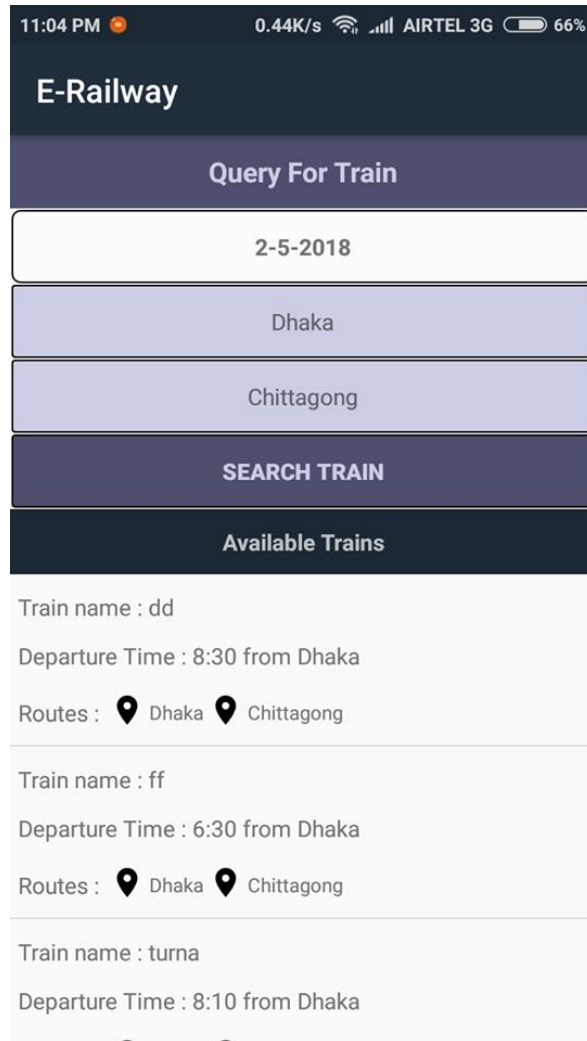 11:04 PM 0.44K/s AIRTEL 3G 66%
E-Railway
Query For Train
2-5-2018
Dhaka
Chittagong
SEARCH TRAIN
Available Trains
Train name : dd
Departure Time : 8:30 from Dhaka
Routes : Dhaka Chittagong
Train name : ff
Departure Time : 6:30 from Dhaka
Routes : Dhaka Chittagong
Train name : turna
Departure Time : 8:10 from Dhaka